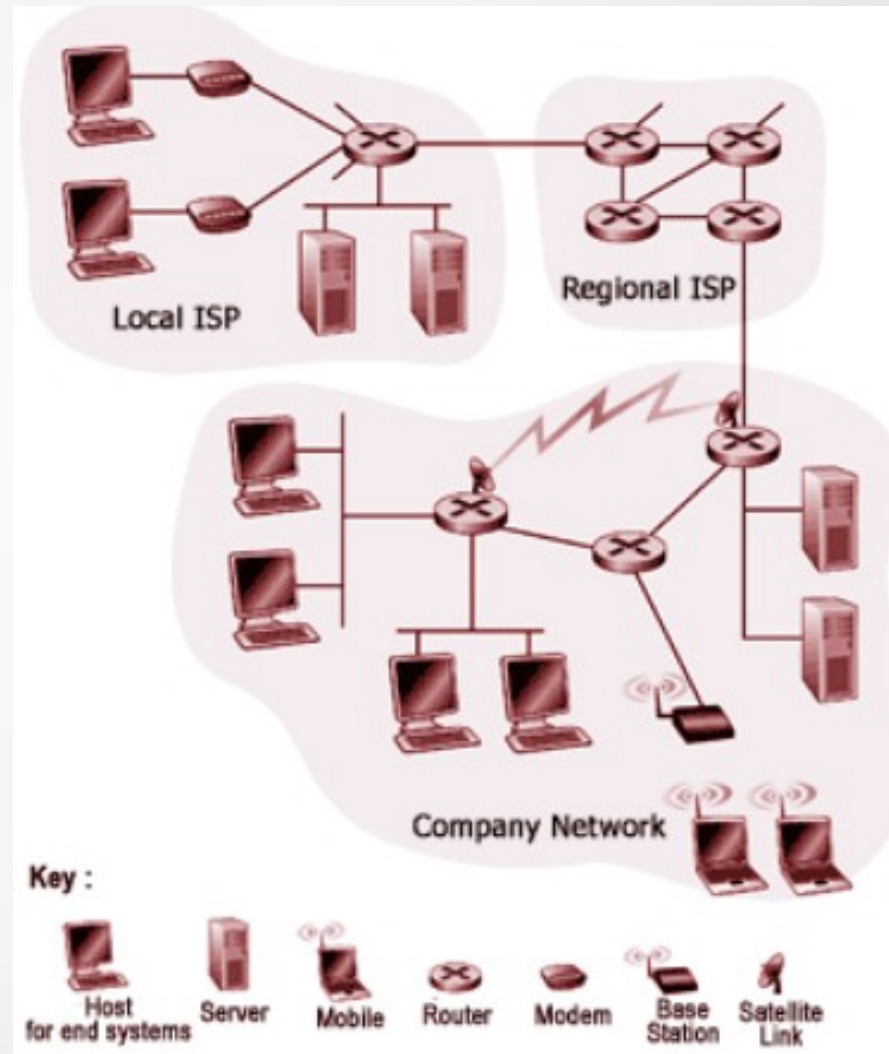 Local ISP
Regional ISP
Company Network
Key :
Host
for end systems
Server
Mobile
Router
Modem
Base
Station
Satellite
Link